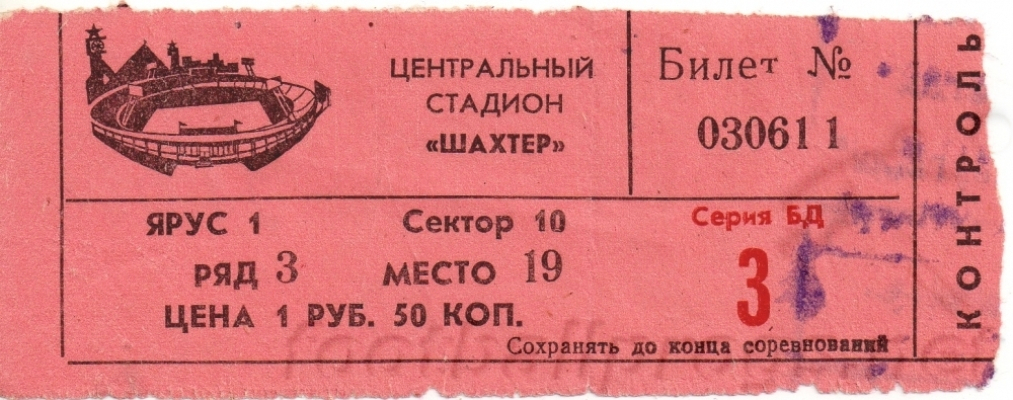 ЦЕНТРАЛЬНЫЙ
СТАДИОН
«ШАХТЕР»
Билет №
030611
ЯРУС 1 Сектор 10
РЯД 3 МЕСТО 19
ЦЕНА 1 РУБ. 50 КОП.
Серия БД
3
Сохранять до конца соревнований
КОНТРОЛЬ